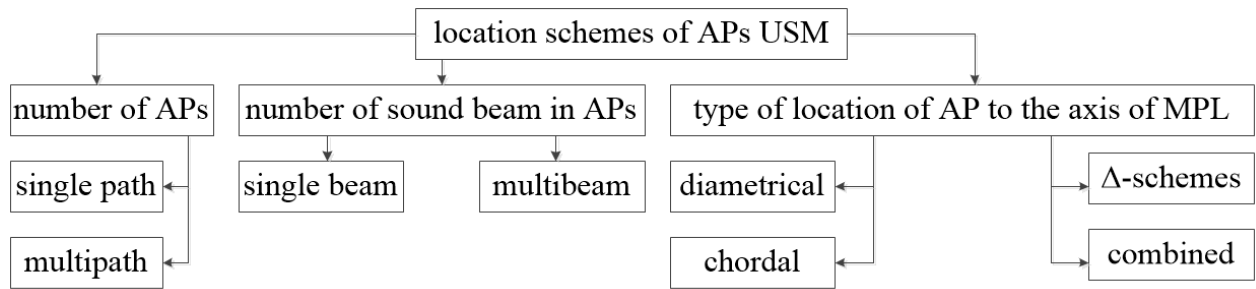 location schemes of APs USM
number of APs
number of sound beam in APs
type of location of AP to the axis of MPL
single path
single beam
multibeam
diametrical
Δ-schemes
multipath
chordal
combined